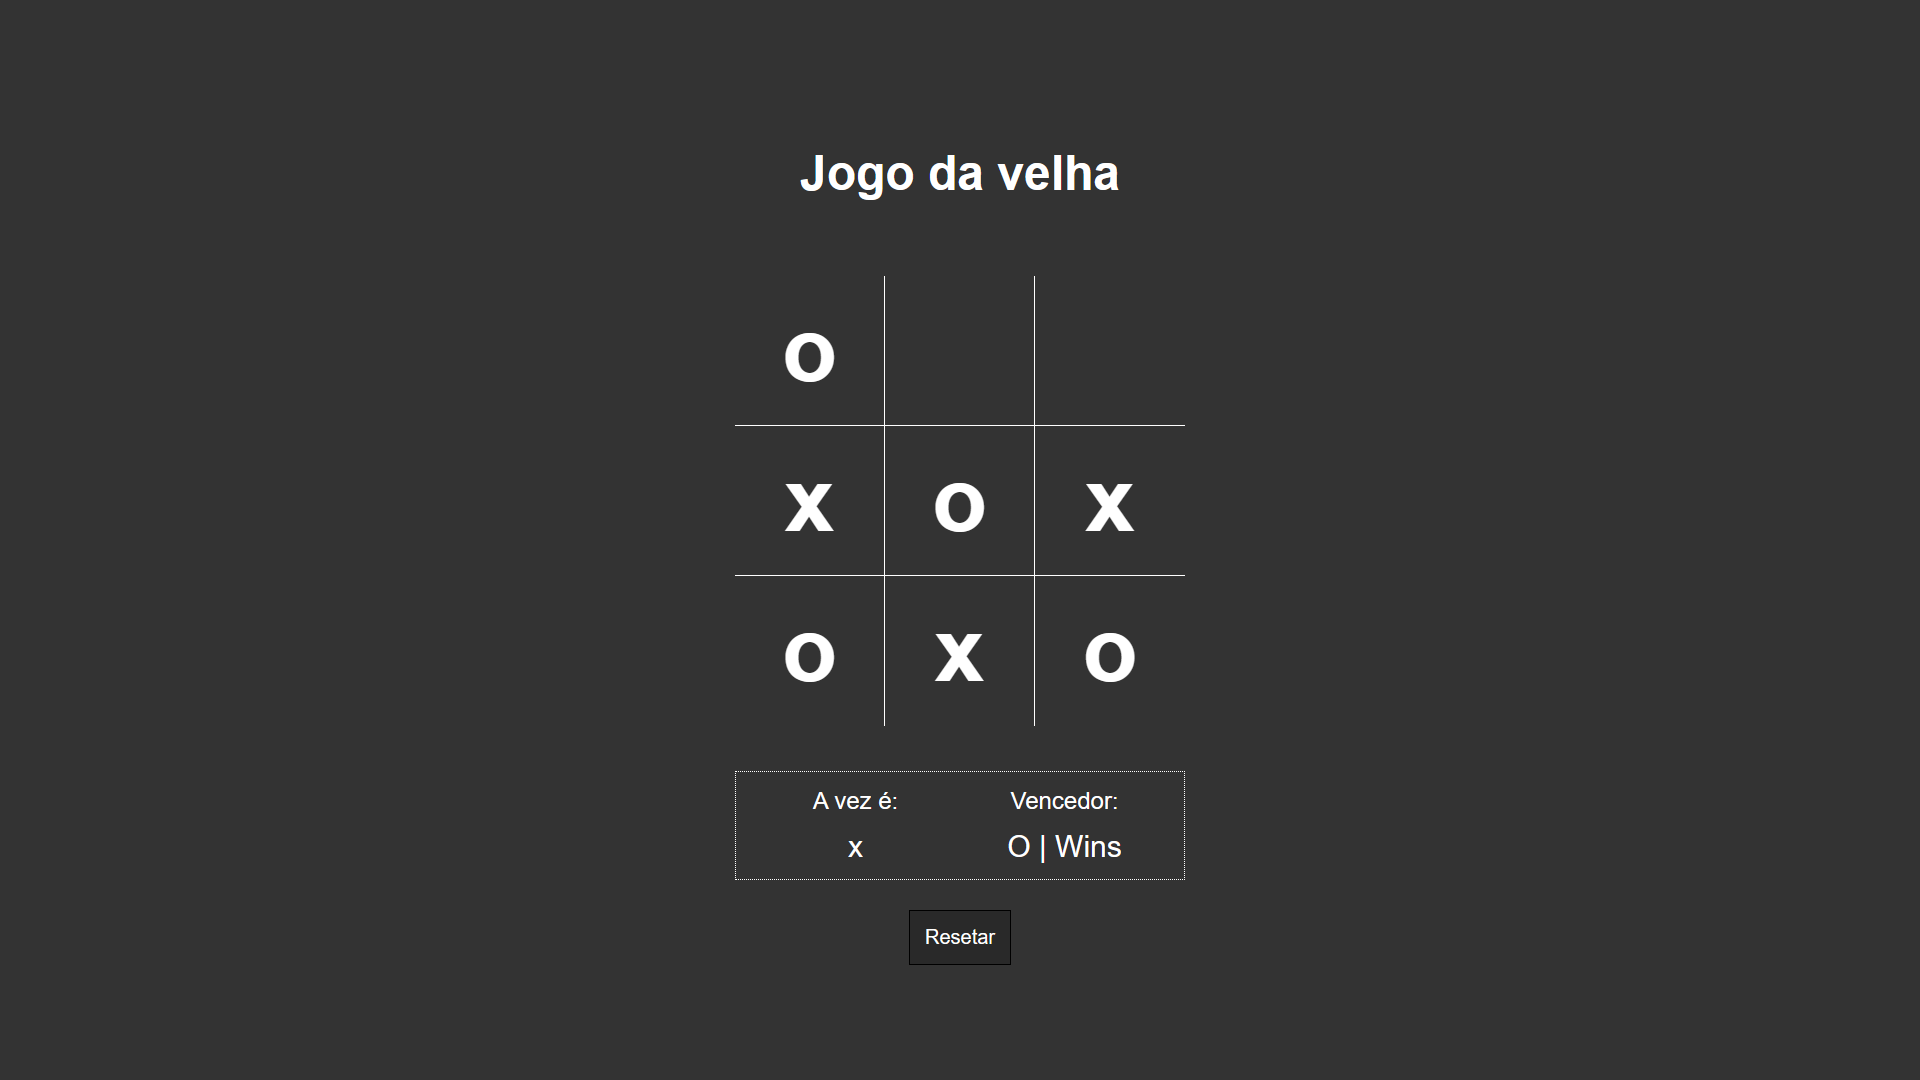 Jogo da velha
o
x o x
o x o
A vez é: Vencedor:
x O | Wins
Resetar